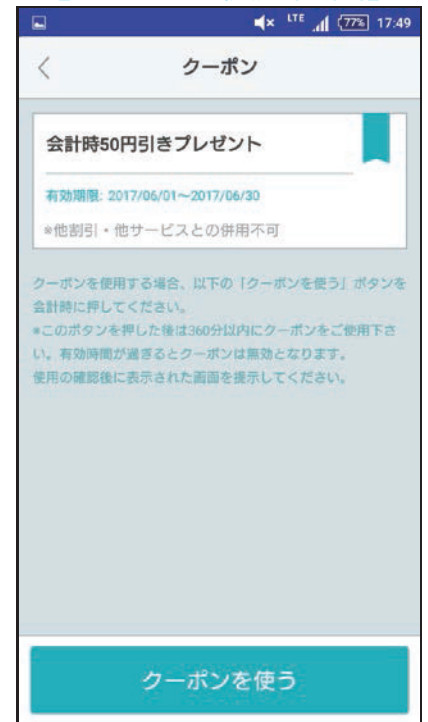 LTE 77% 17:49
クーポン
会計時50円引きプレゼント
有効期限: 2017/06/01～2017/06/30
※他割引・他サービスとの併用不可
クーポンを使用する場合、以下の「クーポンを使う」ボタンを
会計時に押してください。
※このボタンを押した後は360分以内にクーポンをご使用下さ
い。有効時間が過ぎるとクーポンは無効となります。
使用の確認後に表示された画面を提示してください。
クーポンを使う